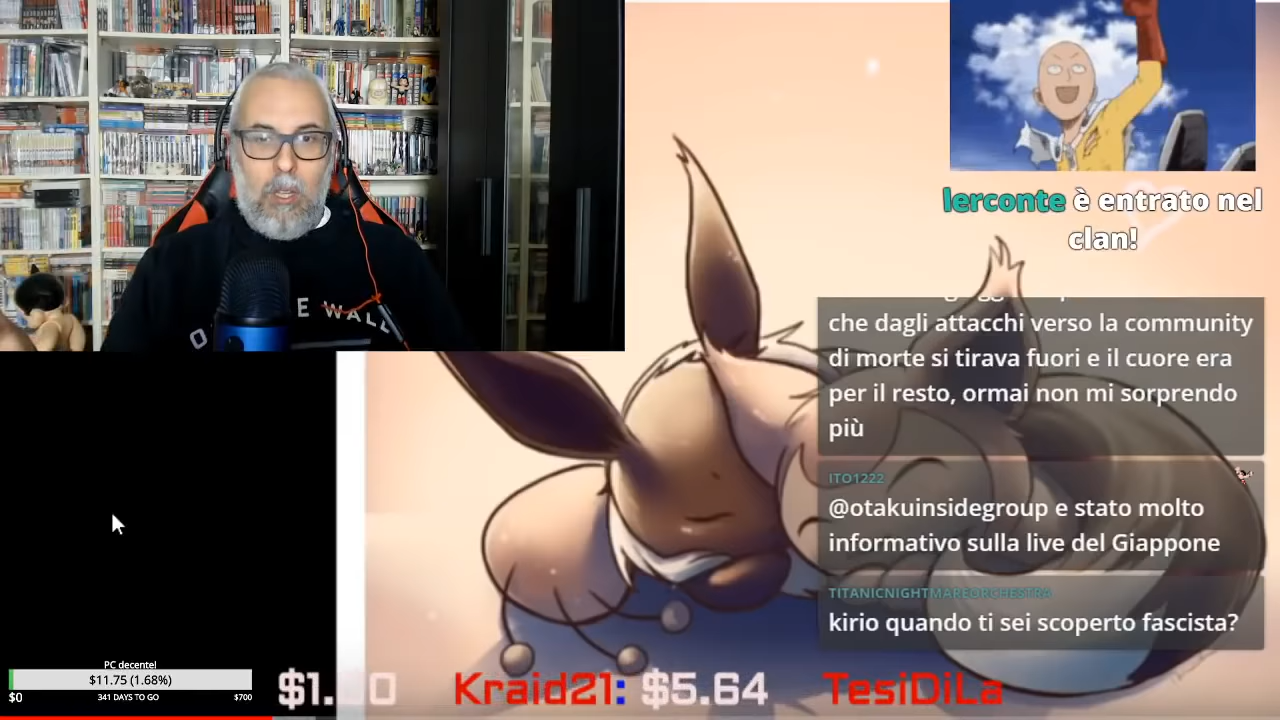 E WALL
lerconte è entrato nel
clan!
che dagli attacchi verso la community
di morte si tirava fuori e il cuore era
per il resto, ormai non mi sorprendo
più
ITO1222
@otakuinsidegroup e stato molto
informativo sulla live del Giappone
TITANICNIGHTMAREORCHESTRA
kirio quando ti sei scoperto fascista?
PC decente!
$11.75 (1.68%)
$0 341 DAYS TO GO $700
Kraid21: $5.64 TesiDiLa